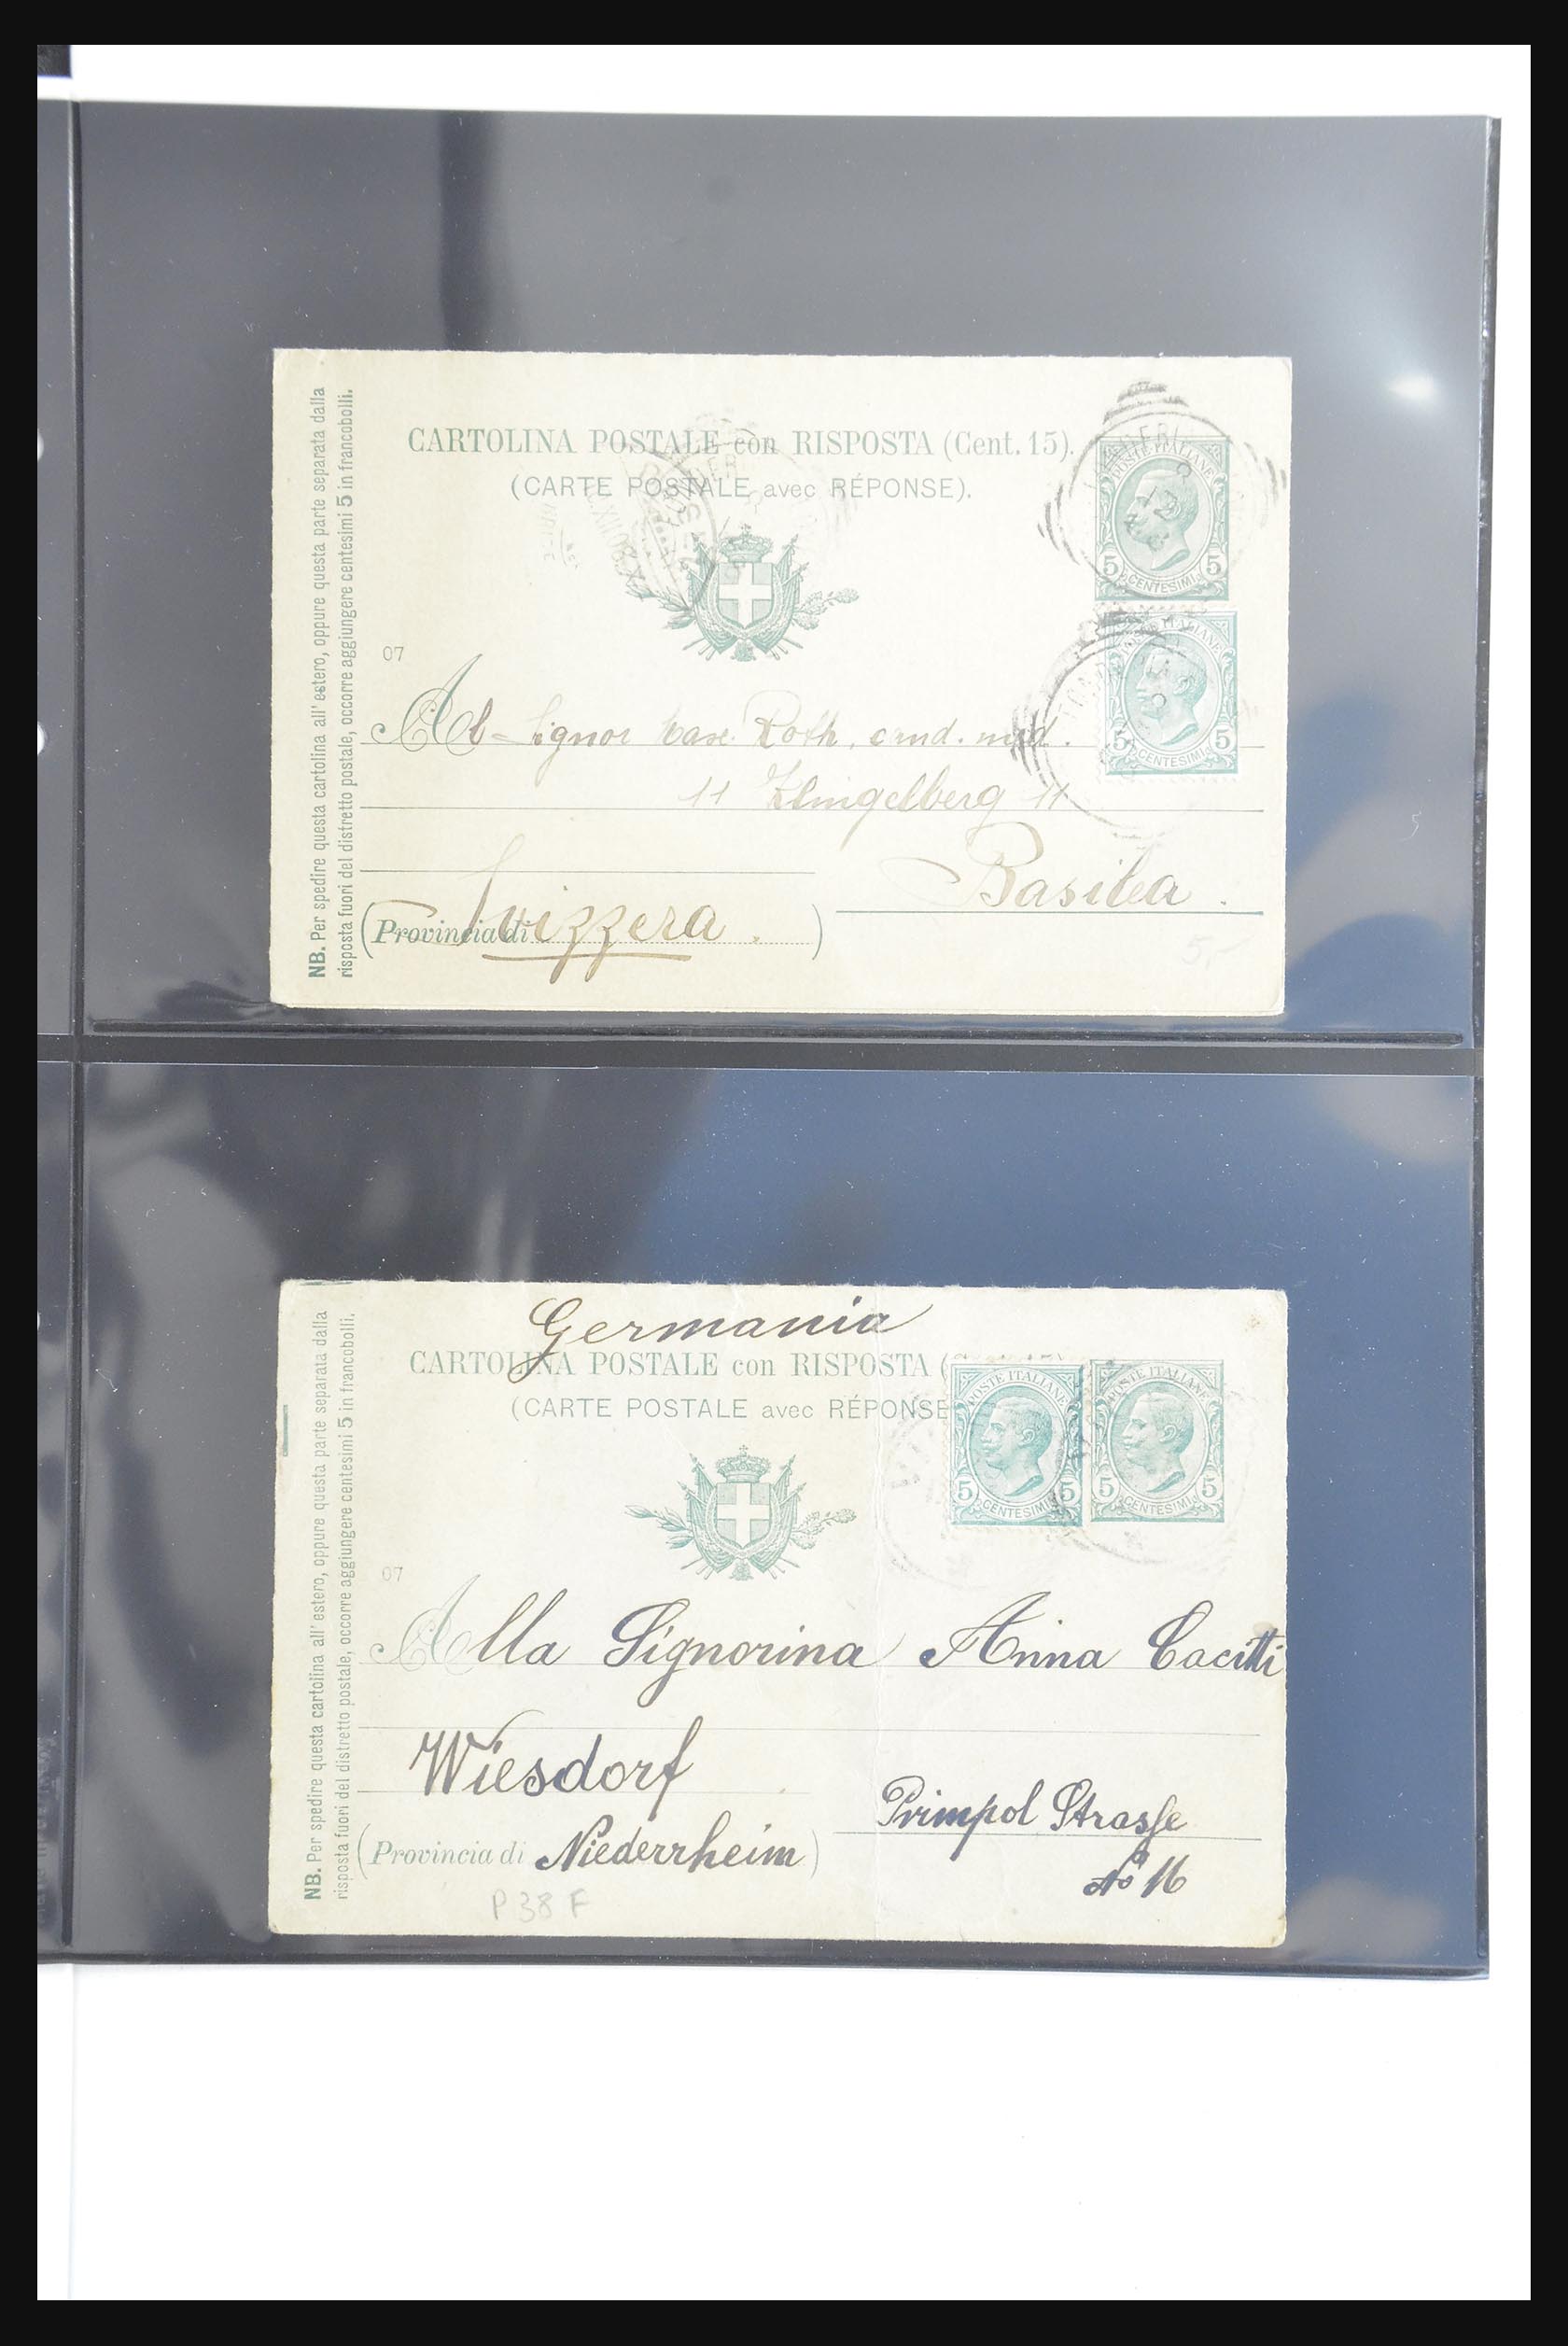 CARTOLINA POSTALE con RISPOSTA (Cent. 15).
(CARTE POSTALE avec RÉPONSE).
NB. Per spedire questa cartolina all'estero, oppure questa parte separata dalla
risposta fuori del distretto postale, occorre aggiungere centesimi 5 in francobolli.
POSTE ITALIANE
5 5
CENTESIMI
POSTE ITALIANE
5 5
CENTESIMI
07
Al Signor Roth, cand. med.
11 Klingelberg 11
Basilea.
(Provincia di Svizzera.)
5,-
Germania
CARTOLINA POSTALE con RISPOSTA (
(CARTE POSTALE avec RÉPONSE
NB. Per spedire questa cartolina all'estero, oppure questa parte separata dalla
risposta fuori del distretto postale, occorre aggiungere centesimi 5 in francobolli.
POSTE ITALIANE
5 5
CENTESIMI
POSTE ITALIANE
5 5
CENTESIMI
07
Alla Signorina Anna Cacitti
Wiesdorf
Primpol Strasse
(Provincia di Niederrheim)
No 16
P 38 F